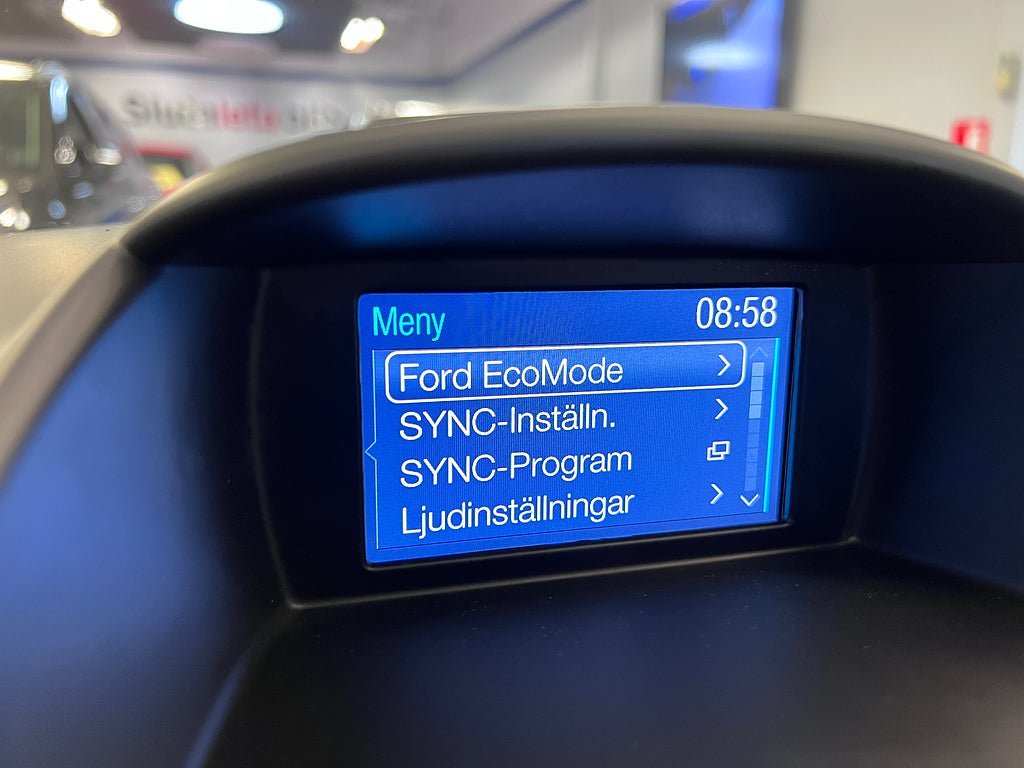 Meny 08:58
Ford EcoMode
SYNC-Inställn.
SYNC-Program
Ljudinställningar